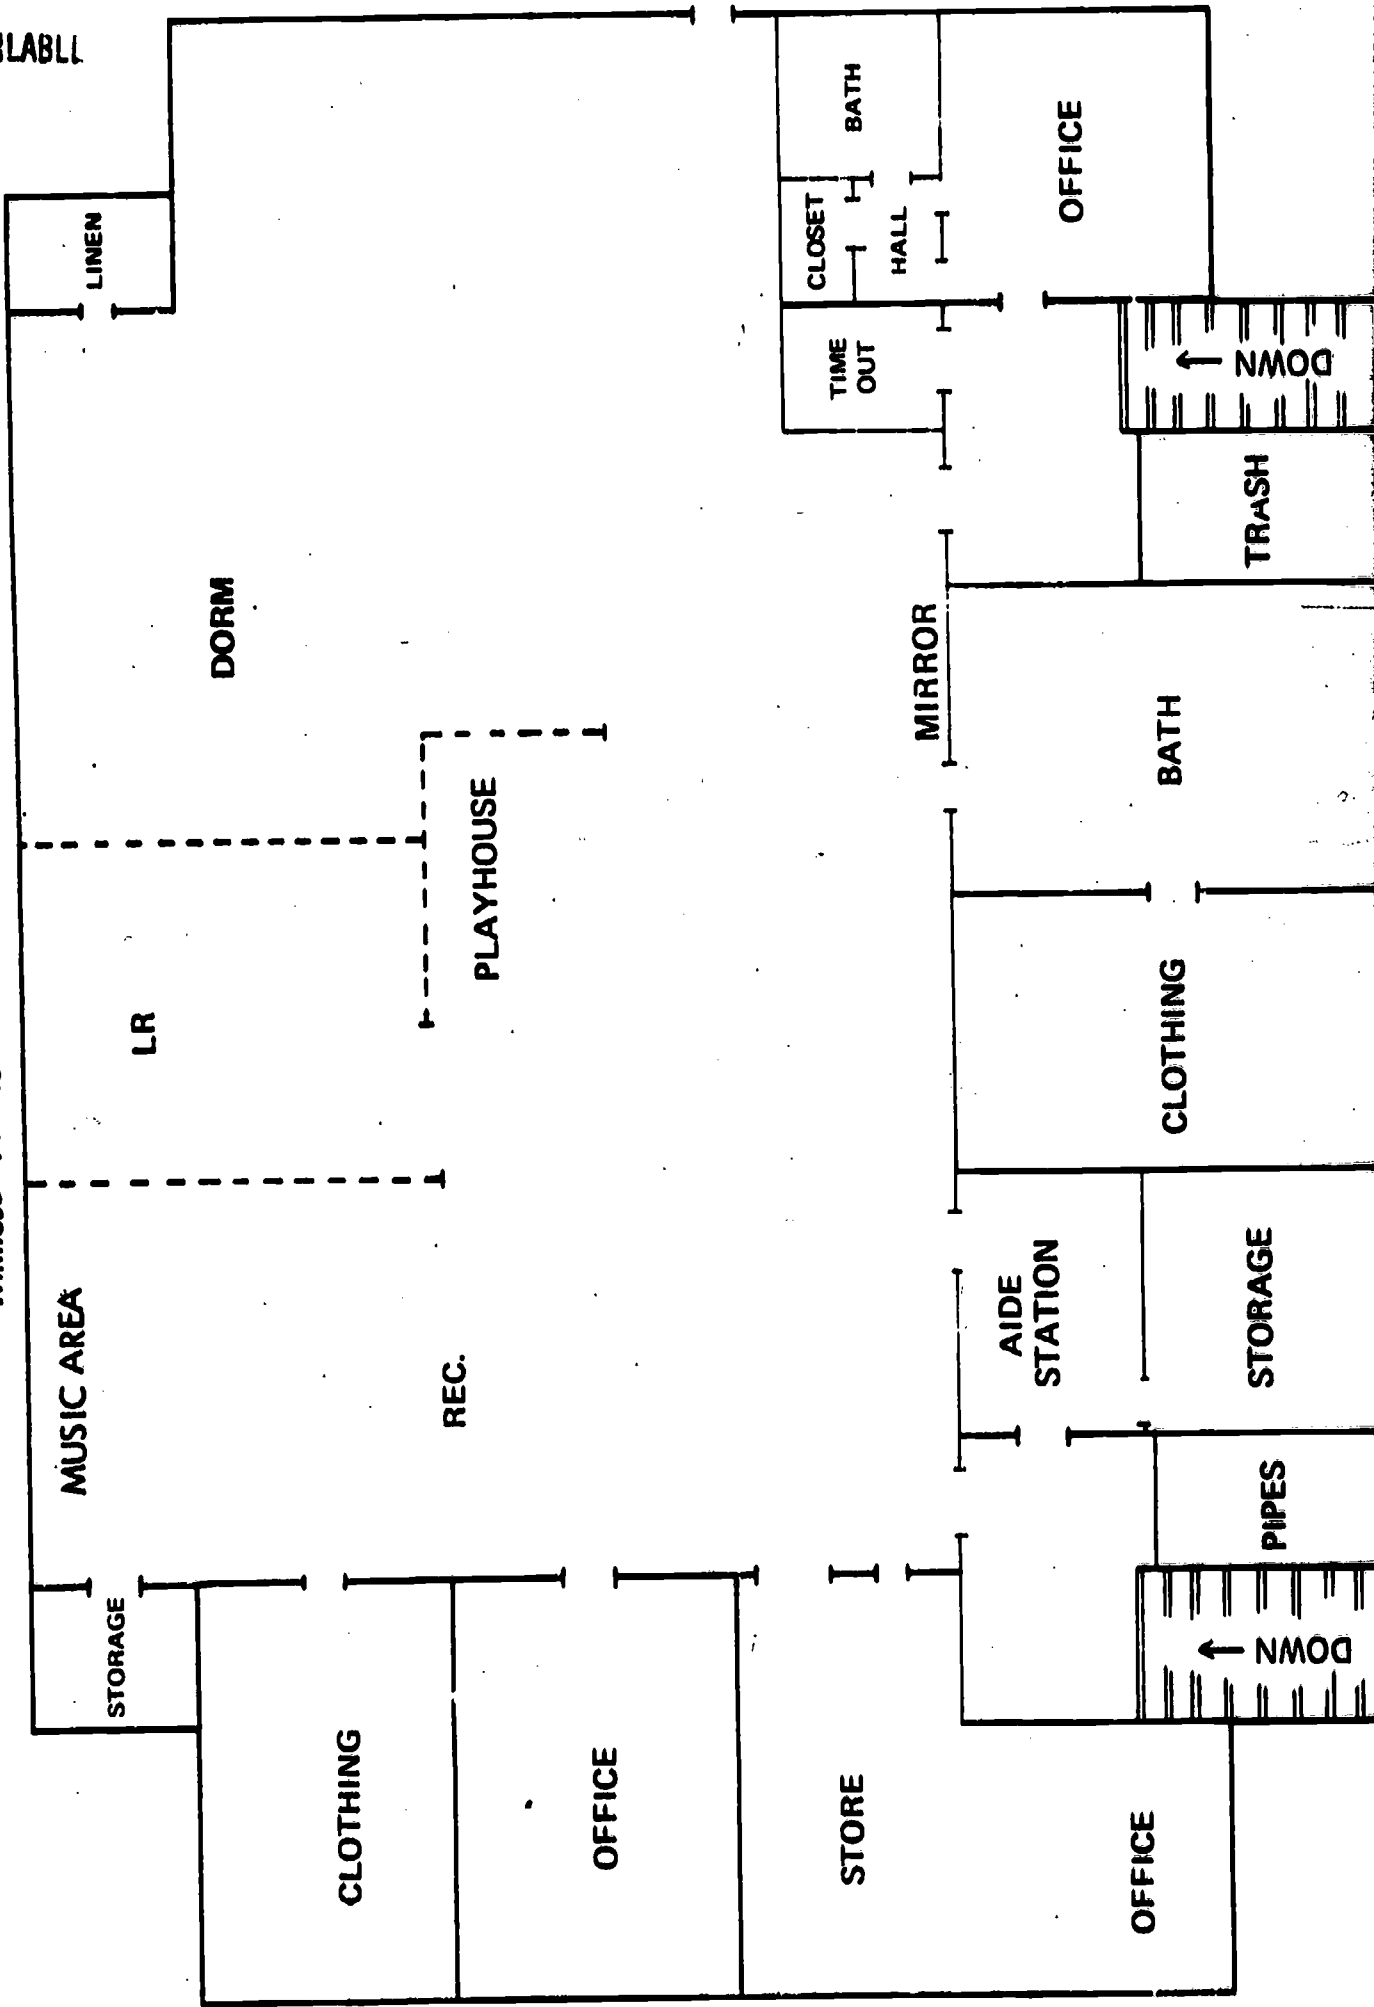 LINEN
BATH
CLOSET
HALL
OFFICE
TIME
OUT
DOWN
TRASH
DORM
MIRROR
BATH
PLAYHOUSE
LR
CLOTHING
MUSIC AREA
REC.
AIDE
STATION
STORAGE
PIPES
DOWN
STORAGE
CLOTHING
OFFICE
STORE
OFFICE